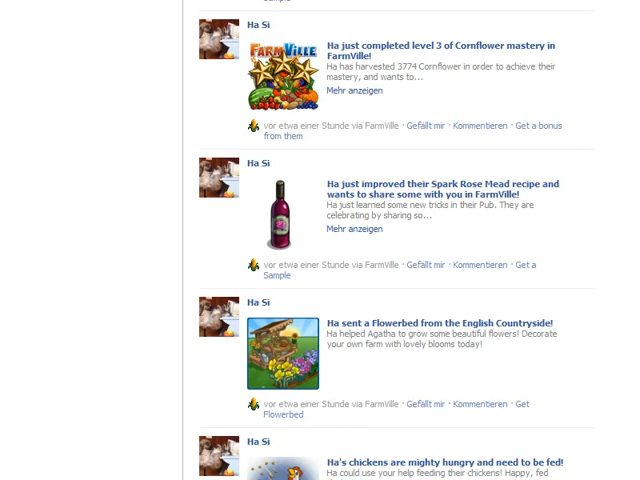 Sample
Ha Si
FARMVILLE
Ha just completed level 3 of Cornflower mastery in
FarmVille!
Ha has harvested 3774 Cornflower in order to achieve their
mastery, and wants to...
Mehr anzeigen
vor etwa einer Stunde via FarmVille · Gefällt mir · Kommentieren · Get a bonus
from them
Ha Si
Ha just improved their Spark Rose Mead recipe and
wants to share some with you in FarmVille!
Ha just learned some new tricks in their Pub. They are
celebrating by sharing so...
Mehr anzeigen
vor etwa einer Stunde via FarmVille · Gefällt mir · Kommentieren · Get a
Sample
Ha Si
Ha sent a Flowerbed from the English Countryside!
Ha helped Agatha to grow some beautiful flowers! Decorate
your own farm with lovely blooms today!
vor etwa einer Stunde via FarmVille · Gefällt mir · Kommentieren · Get
Flowerbed
Ha Si
Ha's chickens are mighty hungry and need to be fed!
Ha could use your help feeding their chickens! Happy, fed